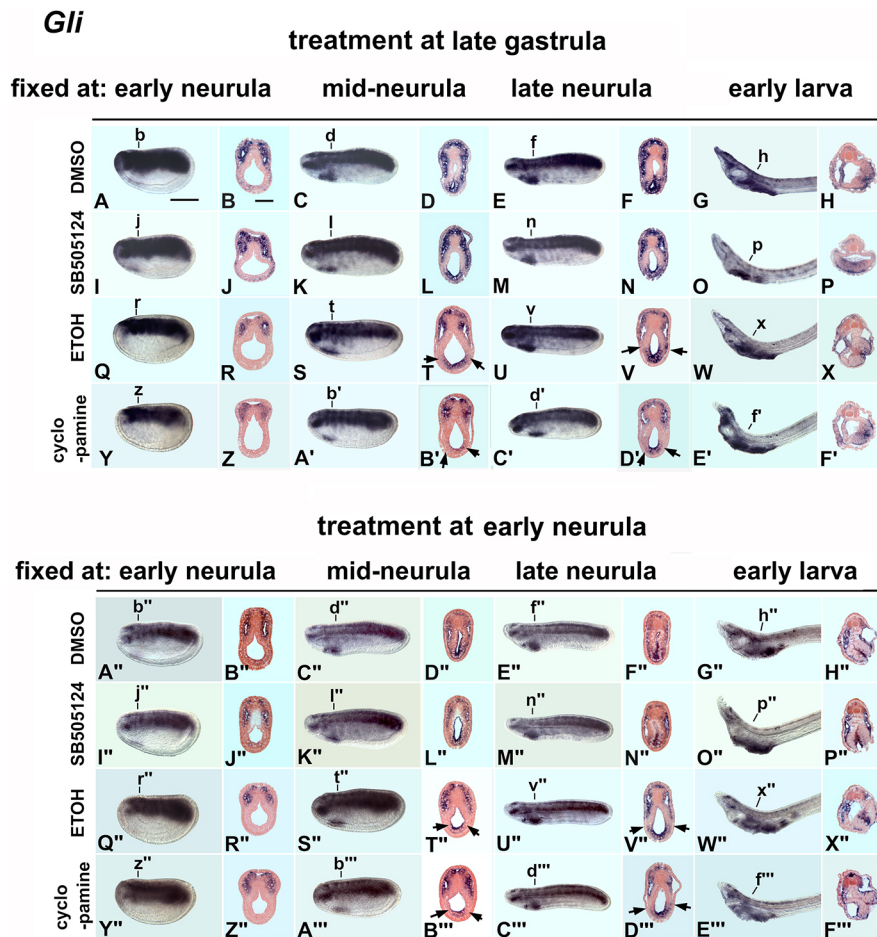 Gli
treatment at late gastrula
fixed at: early neurula mid-neurula late neurula early larva
b d f h
DMSO
A B C D E F G H
j l n p
SB505124
I J K L M N O P
r t v x
ETOH
Q R S T U V W X
z b' d' f'
cyclo
-pamine
Y Z A' B' C' D' E' F'
treatment at early neurula
fixed at: early neurula mid-neurula late neurula early larva
b" d" f" h"
DMSO
A" B" C" D" E" F" G" H"
j" l" n" p"
SB505124
I" J" K" L" M" N" O" P"
r" t" v" x"
ETOH
Q" R" S" T" U" V" W" X"
z" b''' d''' f'''
cyclo
-pamine
Y" Z" A''' B''' C''' D''' E''' F'''